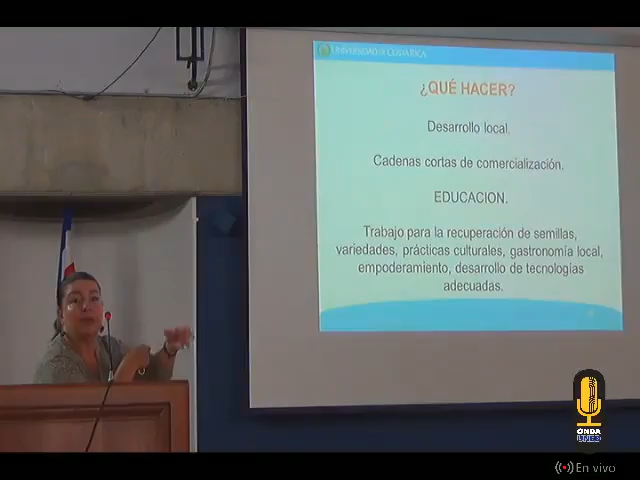 UNIVERSIDAD DE COSTA RICA
¿QUÉ HACER?
Desarrollo local.
Cadenas cortas de comercialización.
EDUCACION.
Trabajo para la recuperación de semillas,
variedades, prácticas culturales, gastronomía local,
empoderamiento, desarrollo de tecnologías
adecuadas.
ONDA
UNED
En vivo